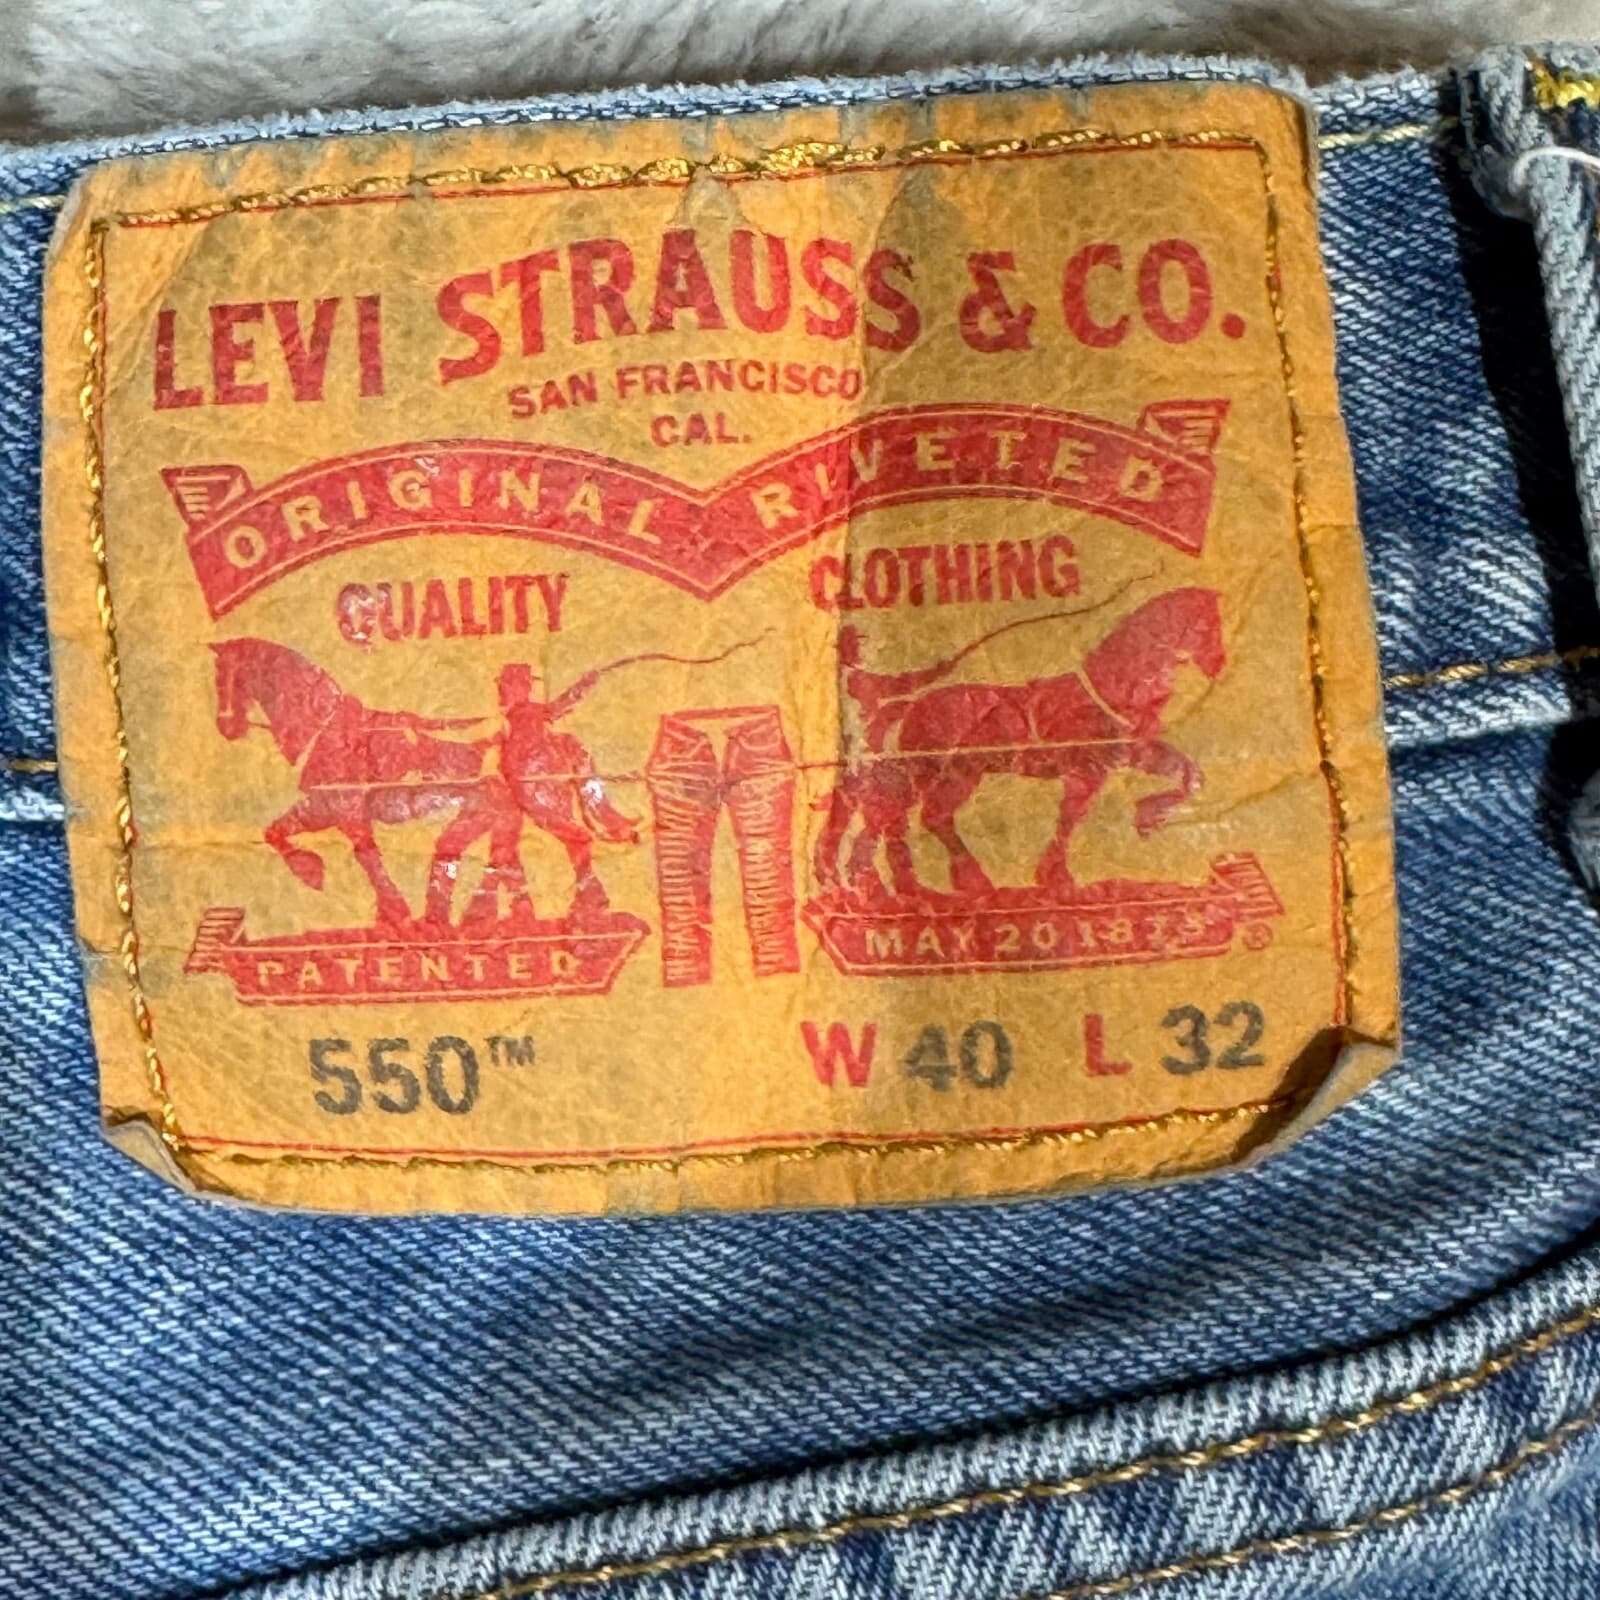 LEVI STRAUSS & CO.
SAN FRANCISCO
CAL.
ORIGINAL RIVETED
QUALITY CLOTHING
PATENTED
MAY 20 1873
550™ W 40 L 32